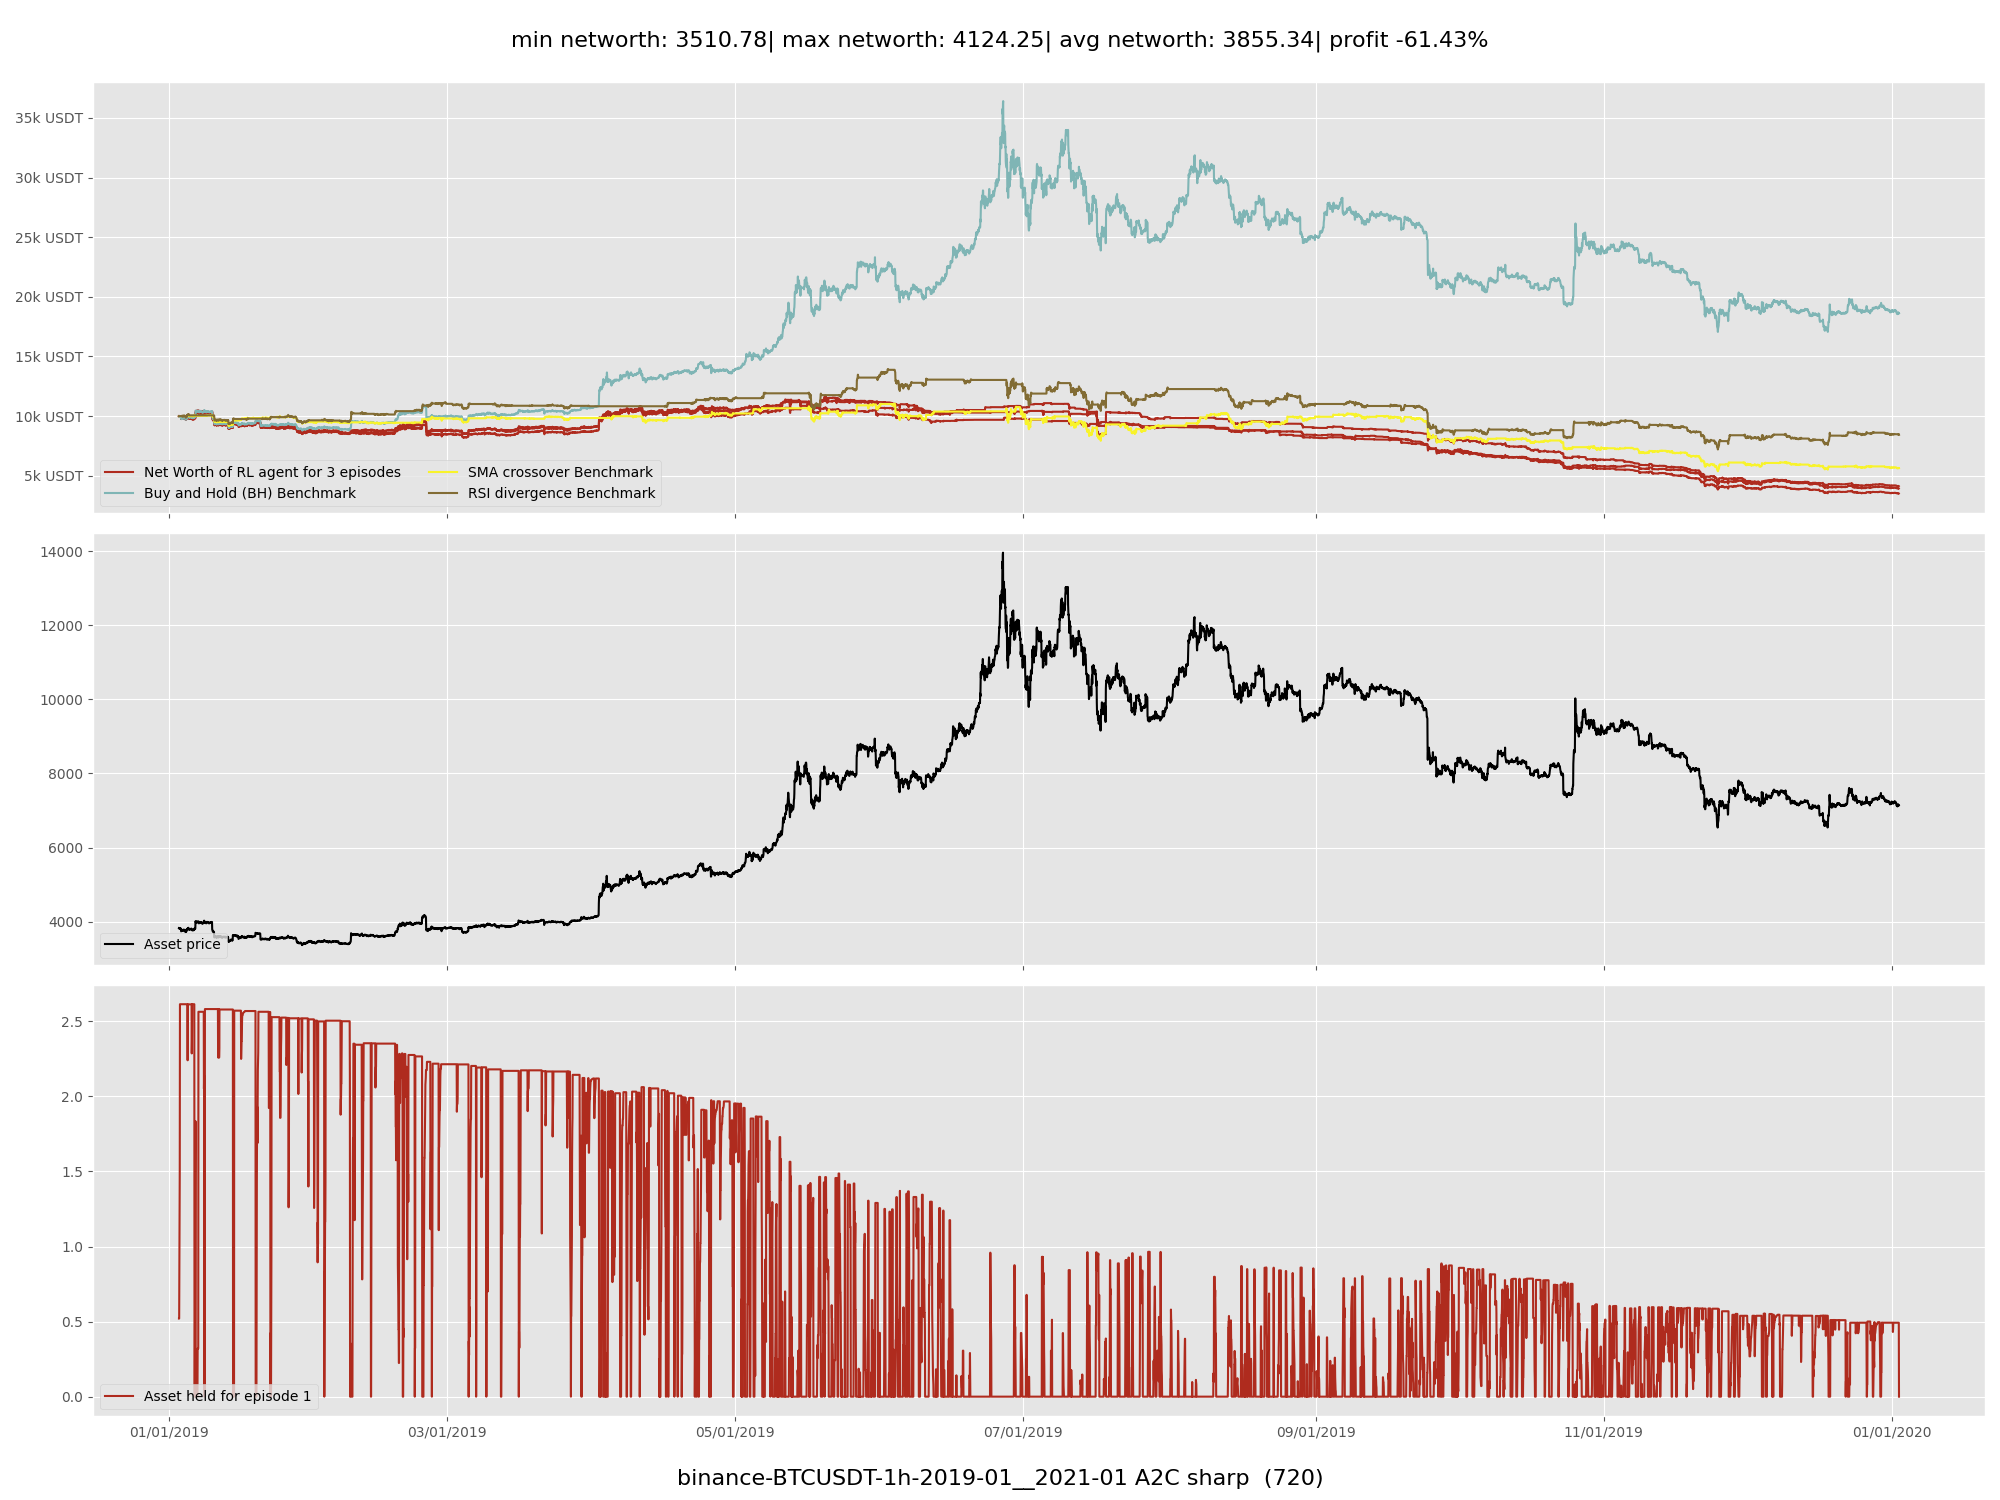 min networth: 3510.78| max networth: 4124.25| avg networth: 3855.34| profit -61.43%
35k USDT
30k USDT
25k USDT
20k USDT
15k USDT
10k USDT
5k USDT
Net Worth of RL agent for 3 episodes
Buy and Hold (BH) Benchmark
SMA crossover Benchmark
RSI divergence Benchmark
14000
12000
10000
8000
6000
4000
Asset price
2.5
2.0
1.5
1.0
0.5
0.0
Asset held for episode 1
01/01/2019 03/01/2019 05/01/2019 07/01/2019 09/01/2019 11/01/2019 01/01/2020
binance-BTCUSDT-1h-2019-01__2021-01 A2C sharp (720)